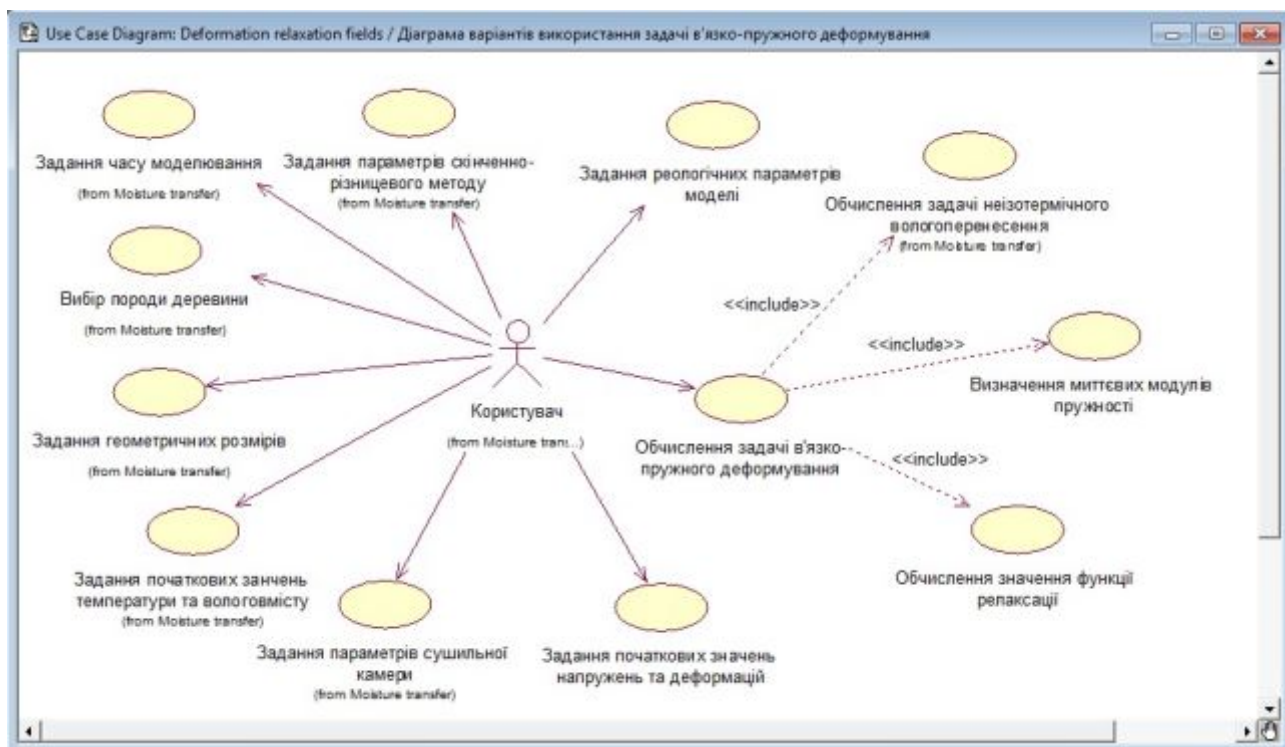 Use Case Diagram: Deformation relaxation fields / Діаграма варіантів використання задачі в'язко-пружного деформування
Задання часу моделювання
(from Moisture transfer)
Задання параметрів скінченно-
різницевого методу
(from Moisture transfer)
Задання реологічних параметрів
моделі
Обчислення задачі неізотермічного
вологоперенесення
(from Moisture transfer)
Вибір породи деревини
(from Moisture transfer)
<<include>>
<<include>>
Визначення миттєвих модулів
пружності
Користувач
(from Moisture tran:...)
Задання геометричних розмірів
(from Moisture transfer)
Обчислення задачі в'язко-
пружного деформування
<<include>>
Задання початкових занчень
температури та вологовмісту
(from Moisture transfer)
Обчислення значення функції
релаксації
Задання параметрів сушильної
камери
(from Moisture transfer)
Задання початкових значень
напружень та деформацій